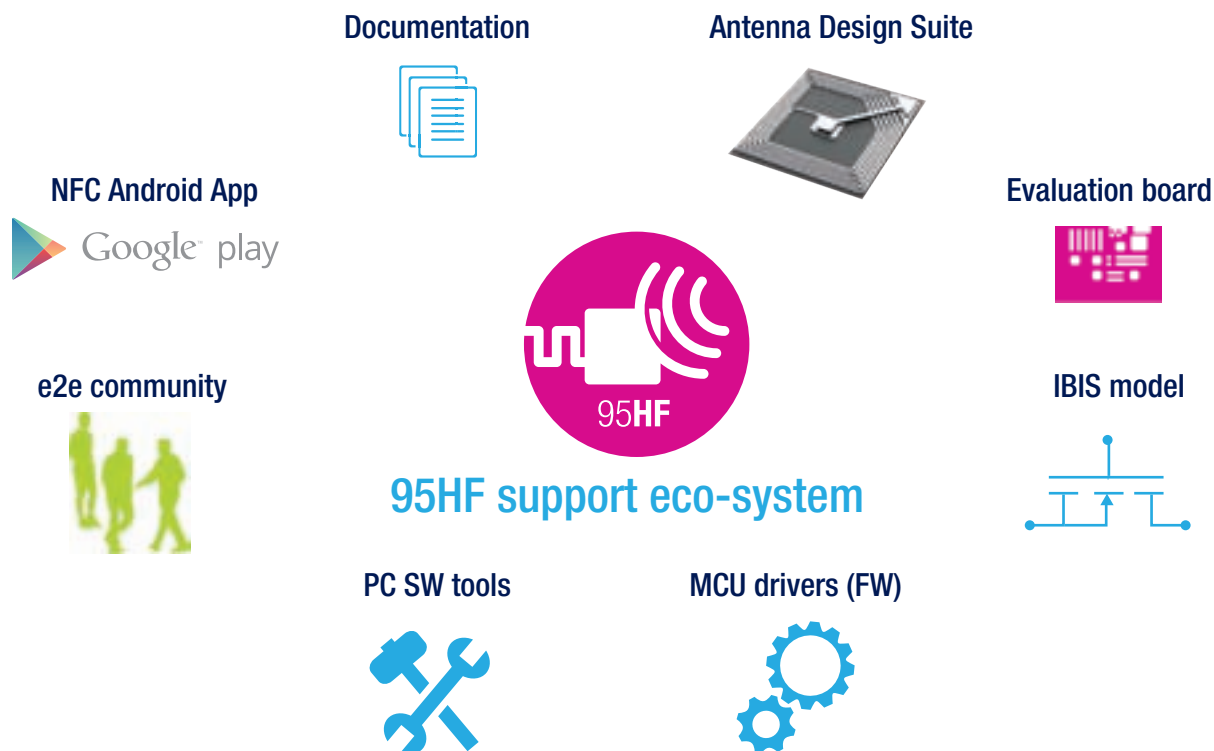 Documentation
Antenna Design Suite
NFC Android App
Google™ play
Evaluation board
e2e community
95HF
IBIS model
95HF support eco-system
PC SW tools
MCU drivers (FW)